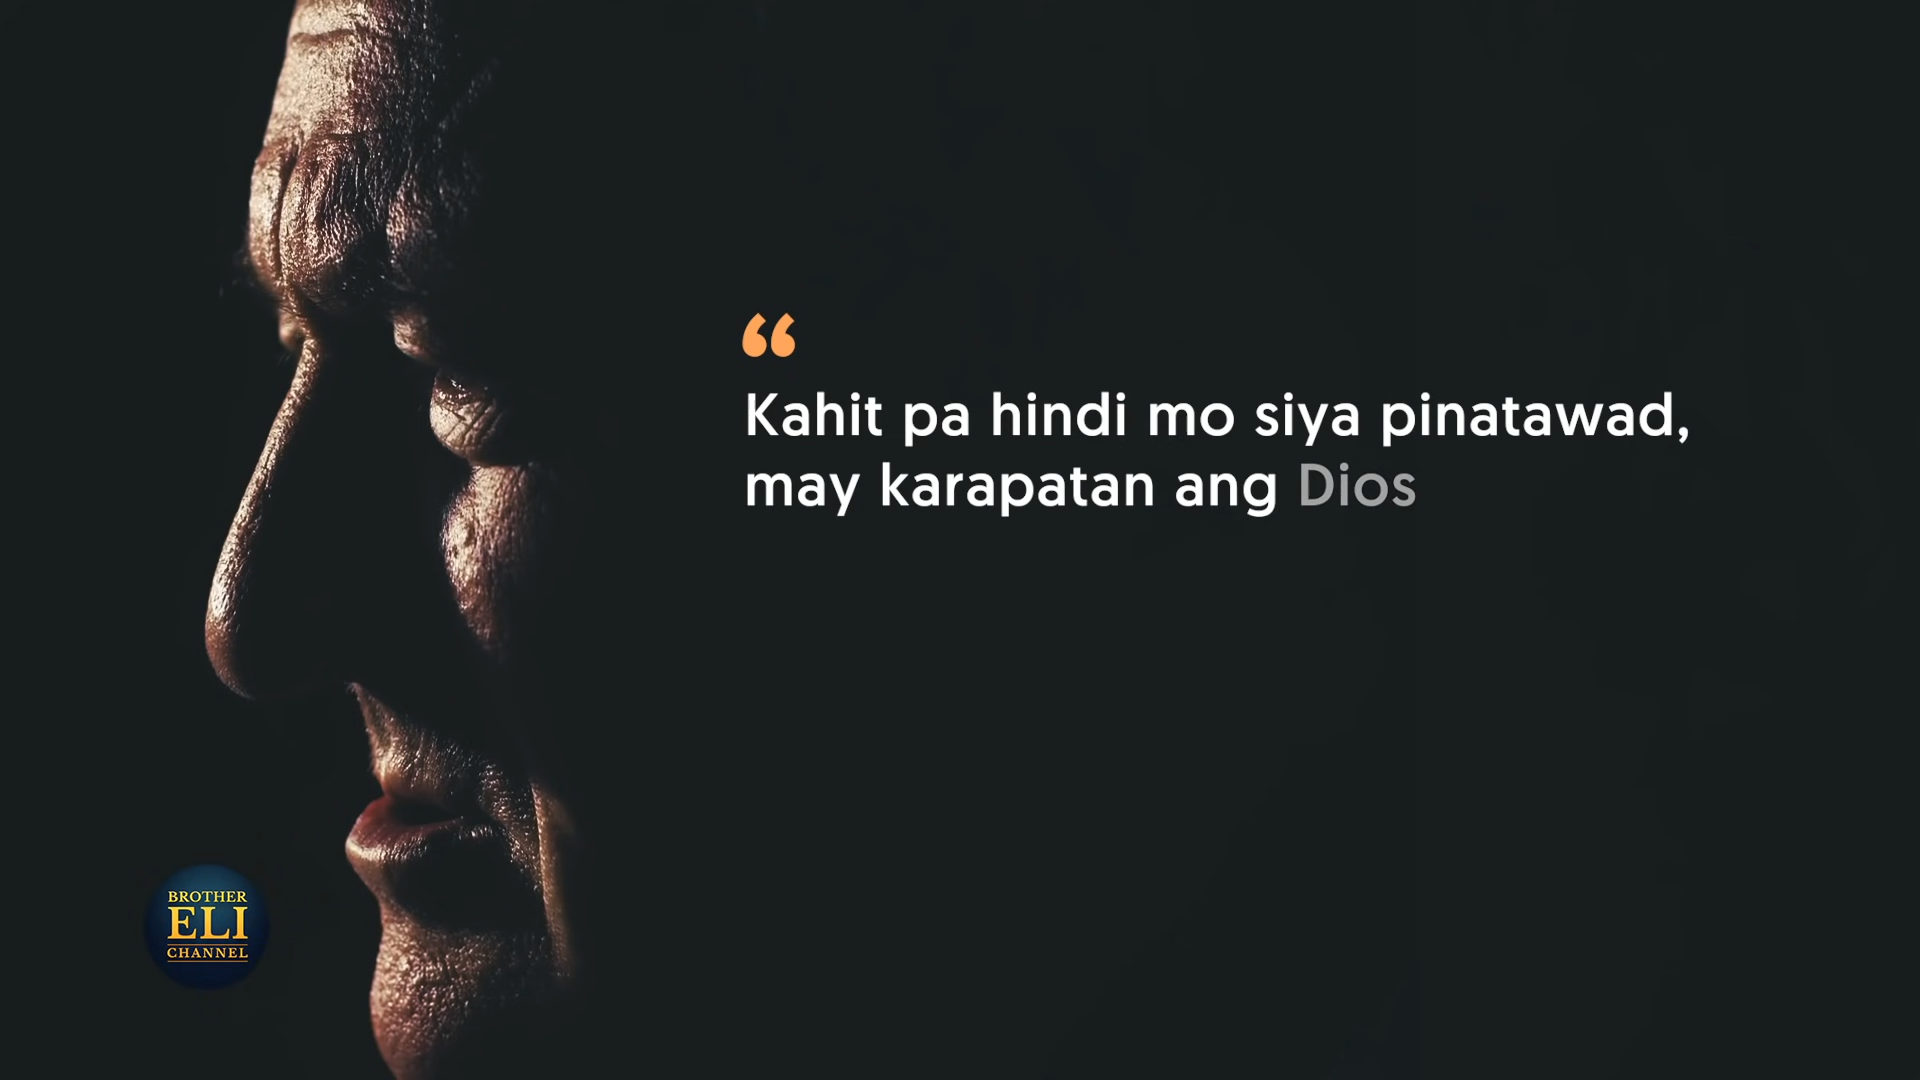 “
Kahit pa hindi mo siya pinatawad,
may karapatan ang Dios
BROTHER
ELI
CHANNEL